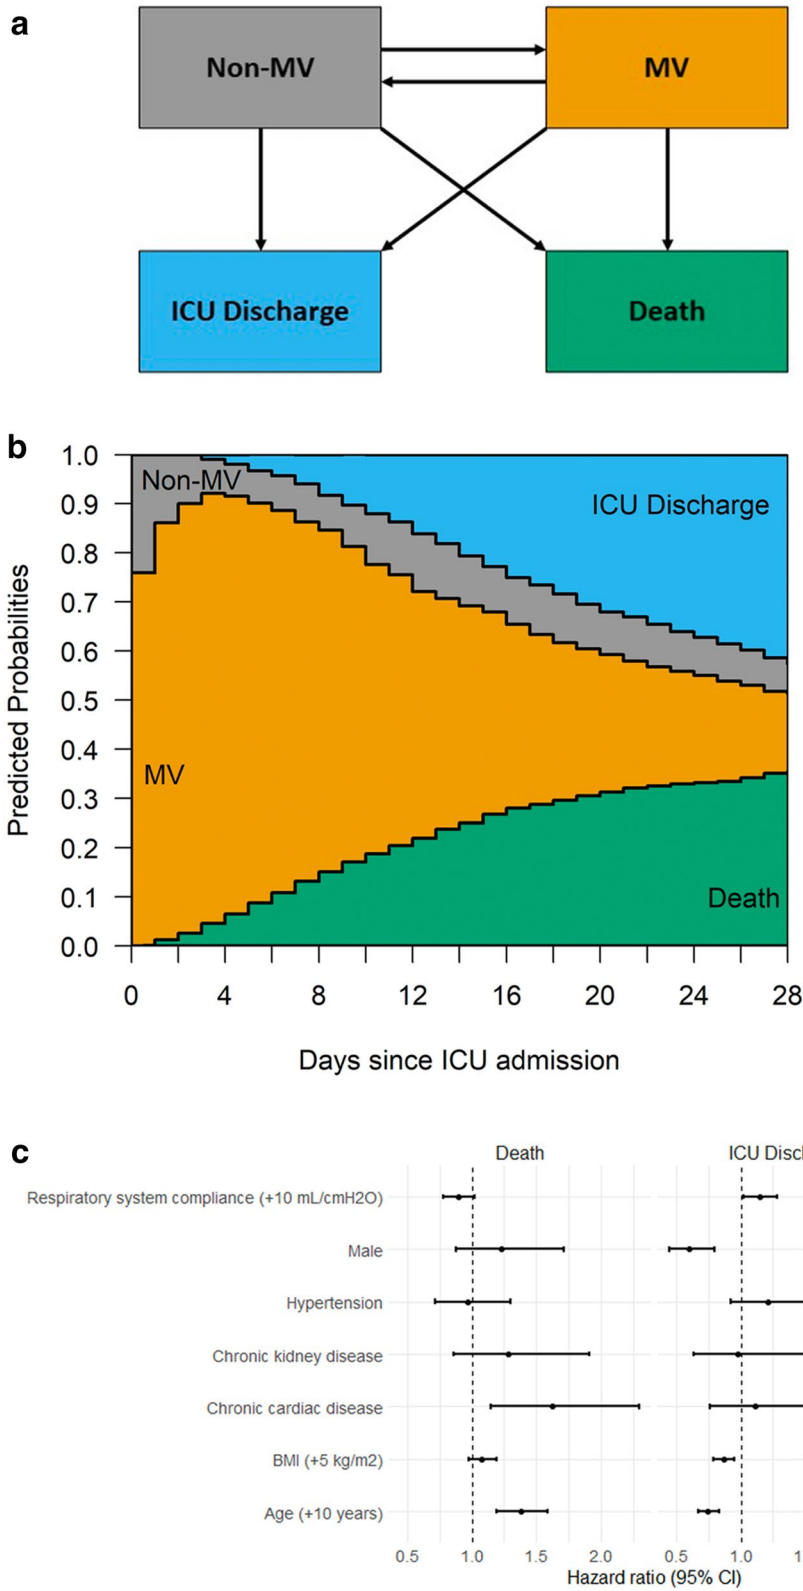 a
Non-MV
MV
ICU Discharge
Death
b
Predicted Probabilities
1.0
0.9
0.8
0.7
0.6
0.5
0.4
0.3
0.2
0.1
0.0
Non-MV
ICU Discharge
MV
Death
0 4 8 12 16 20 24 28
Days since ICU admission
c
Death ICU
Respiratory system compliance (+10 mL/cmH2O)
Male
Hypertension
Chronic kidney disease
Chronic cardiac disease
BMI (+5 kg/m2)
Age (+10 years)
0.5 1.0 1.5 2.0 0.5 1.0
Hazard ratio (95% CI)